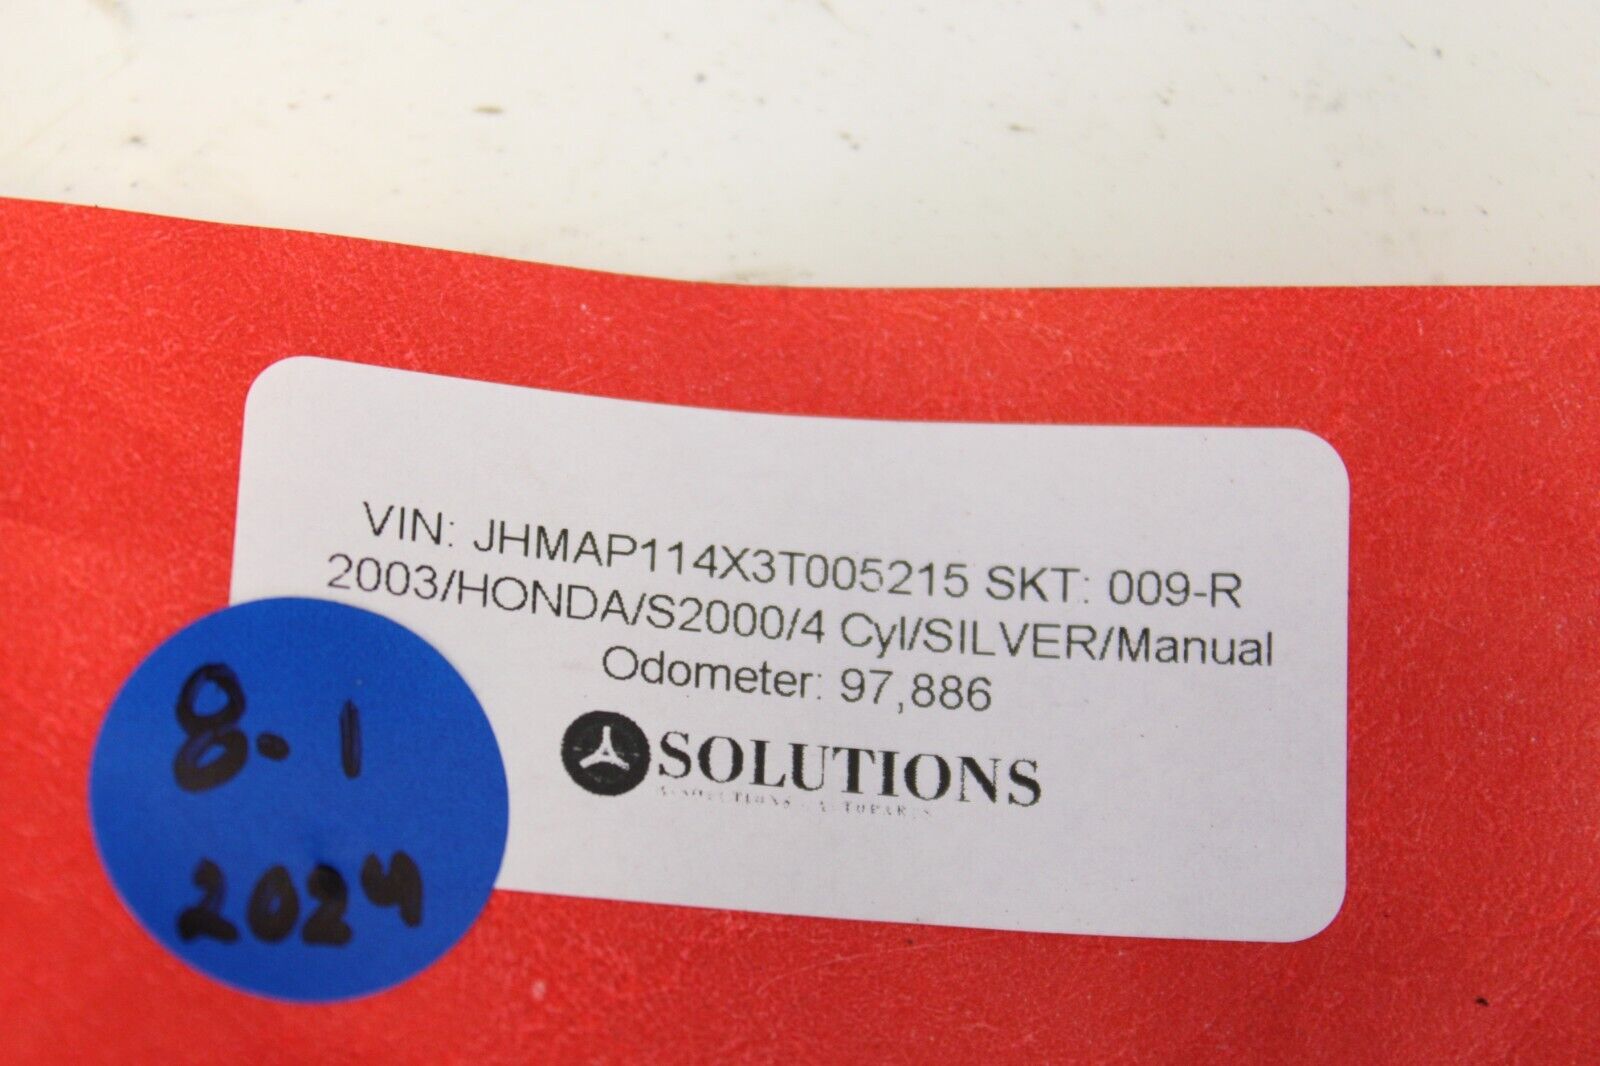 VIN: JHMAP114X3T005215 SKT: 009-R
2003/HONDA/S2000/4 Cyl/SILVER/Manual
Odometer: 97,886
SOLUTIONS
8.1
2024